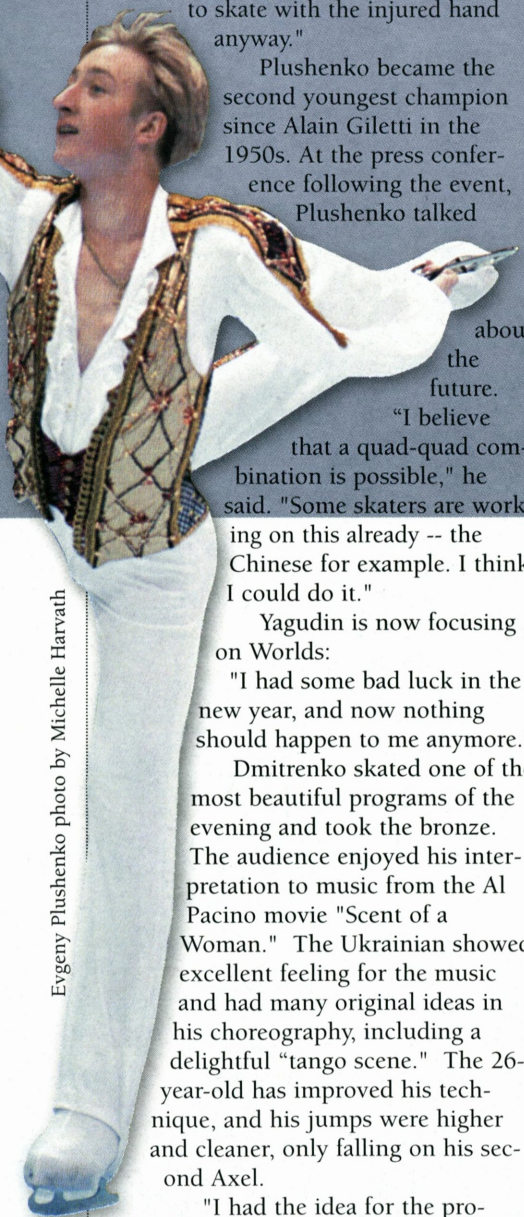 to skate with the injured hand
anyway."
Plushenko became the
second youngest champion
since Alain Giletti in the
1950s. At the press confer-
ence following the event,
Plushenko talked
abou
the
future.
“I believe
that a quad-quad com-
bination is possible," he
said. "Some skaters are work-
ing on this already -- the
Chinese for example. I think
I could do it."
Yagudin is now focusing
on Worlds:
"I had some bad luck in the
new year, and now nothing
should happen to me anymore.
Dmitrenko skated one of the
most beautiful programs of the
evening and took the bronze.
The audience enjoyed his inter-
pretation to music from the Al
Pacino movie "Scent of a
Woman." The Ukrainian showed
excellent feeling for the music
and had many original ideas in
his choreography, including a
delightful “tango scene." The 26-
year-old has improved his tech-
nique, and his jumps were higher
and cleaner, only falling on his sec-
ond Axel.
"I had the idea for the pro-
Evgeny Plushenko photo by Michelle Harvath